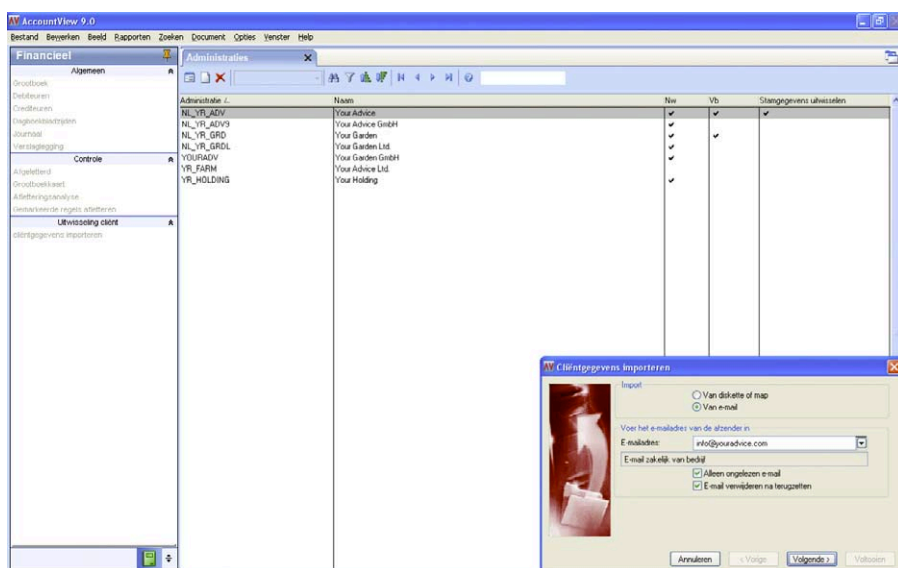 AccountView 9.0
Bestand Bewerken Beeld Rapporten Zoeken Document Opties Venster Help
Financieel
Algemeen
Grootboek
Debiteuren
Crediteuren
Dagboekbladzijden
Journaal
Verslaglegging
Controle
Afgeletterd
Grootboekkaart
Afletteringsanalyse
Gemarkeerde regels afletteren
Uitwisseling cliënt
cliëntgegevens importeren
Administraties
Administratie Naam Nw Vb Stamgegevens uitwisselen
NL_YR_ADV Your Advice
NL_YR_ADV9 Your Advice GmbH
NL_YR_GRD Your Garden
NL_YR_GRDL Your Garden Ltd.
YOURADV Your Garden GmbH
YR_FARM Your Advice Ltd.
YR_HOLDING Your Holding
Cliëntgegevens importeren
Import
Van diskette of map
Van e-mail
Voer het e-mailadres van de afzender in
E-mailadres: info@youradvice.com
E-mail zakelijk van bedrijf
Alleen ongelezen e-mail
E-mail verwijderen na terugzetten
Annuleren < Vorige Volgende > Voltooien